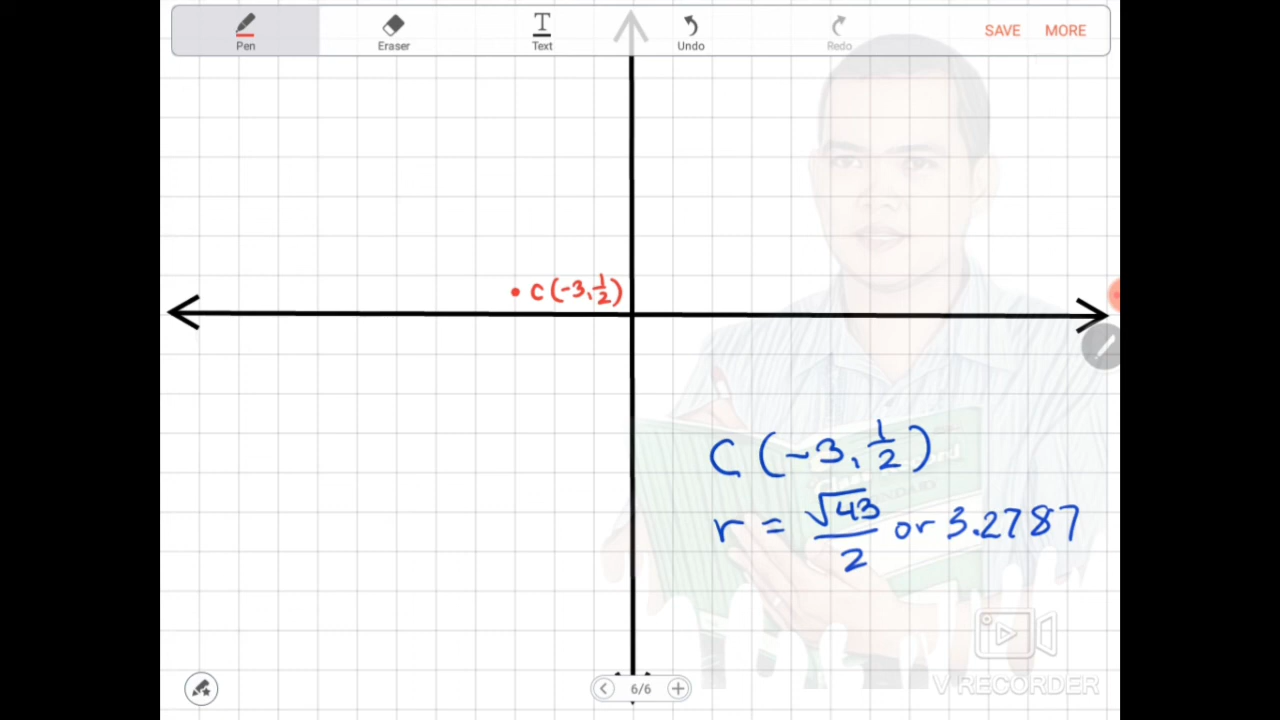 Pen Eraser Text Undo Redo SAVE MORE
C (-3, 1/2)
C (-3, 1/2)
r = √43/2 or 3.2787
6/6
V RECORDER